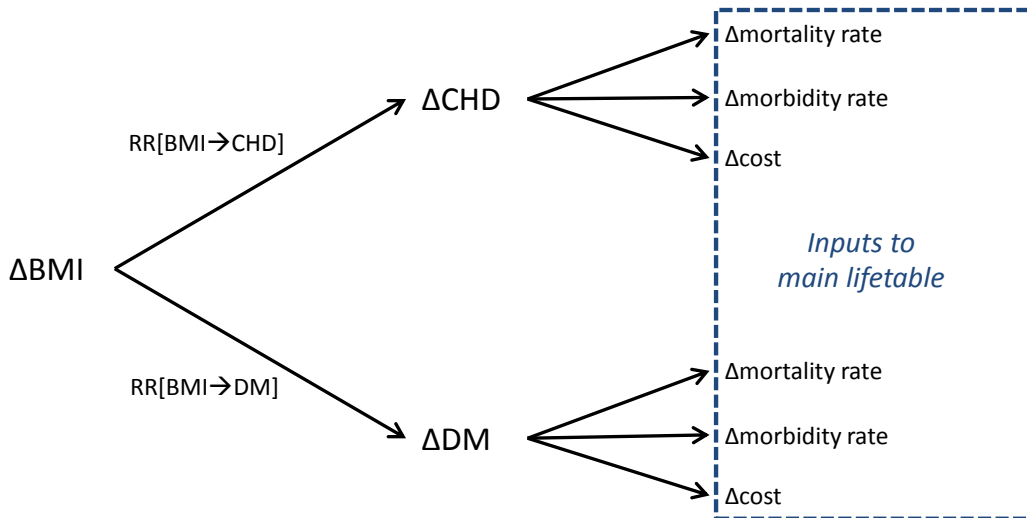 Δmortality rate
ΔCHD
Δmorbidity rate
RR[BMI→CHD]
Δcost
Inputs to
main lifetable
ΔBMI
Δmortality rate
RR[BMI→DM]
ΔDM
Δmorbidity rate
Δcost